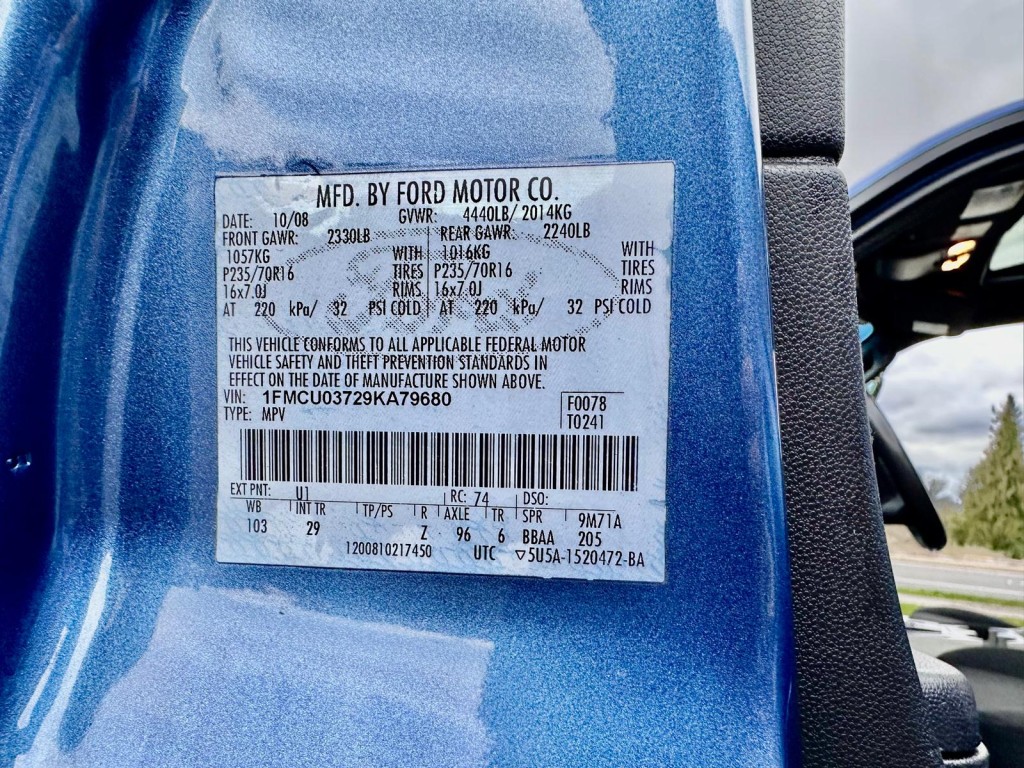 MFD. BY FORD MOTOR CO.
DATE: 10/08 GVWR: 4440LB/ 2014KG
FRONT GAWR: 2330LB REAR GAWR: 2240LB
1057KG WITH 1016KG WITH
P235/70R16 TIRES P235/70R16 TIRES
16x7.0J RIMS 16x7.0J RIMS
AT 220 kPa/ 32 PSI COLD AT 220 kPa/ 32 PSI COLD
THIS VEHICLE CONFORMS TO ALL APPLICABLE FEDERAL MOTOR
VEHICLE SAFETY AND THEFT PREVENTION STANDARDS IN
EFFECT ON THE DATE OF MANUFACTURE SHOWN ABOVE.
VIN: 1FMCU03729KA79680 F0078
TYPE: MPV T0241
EXT PNT: U1 RC: 74 DSO:
WB INT TR TP/PS R AXLE TR SPR 9M71A
103 29 Z 96 6 BBAA 205
1200810217450 UTC ▽5U5A-1520472-BA